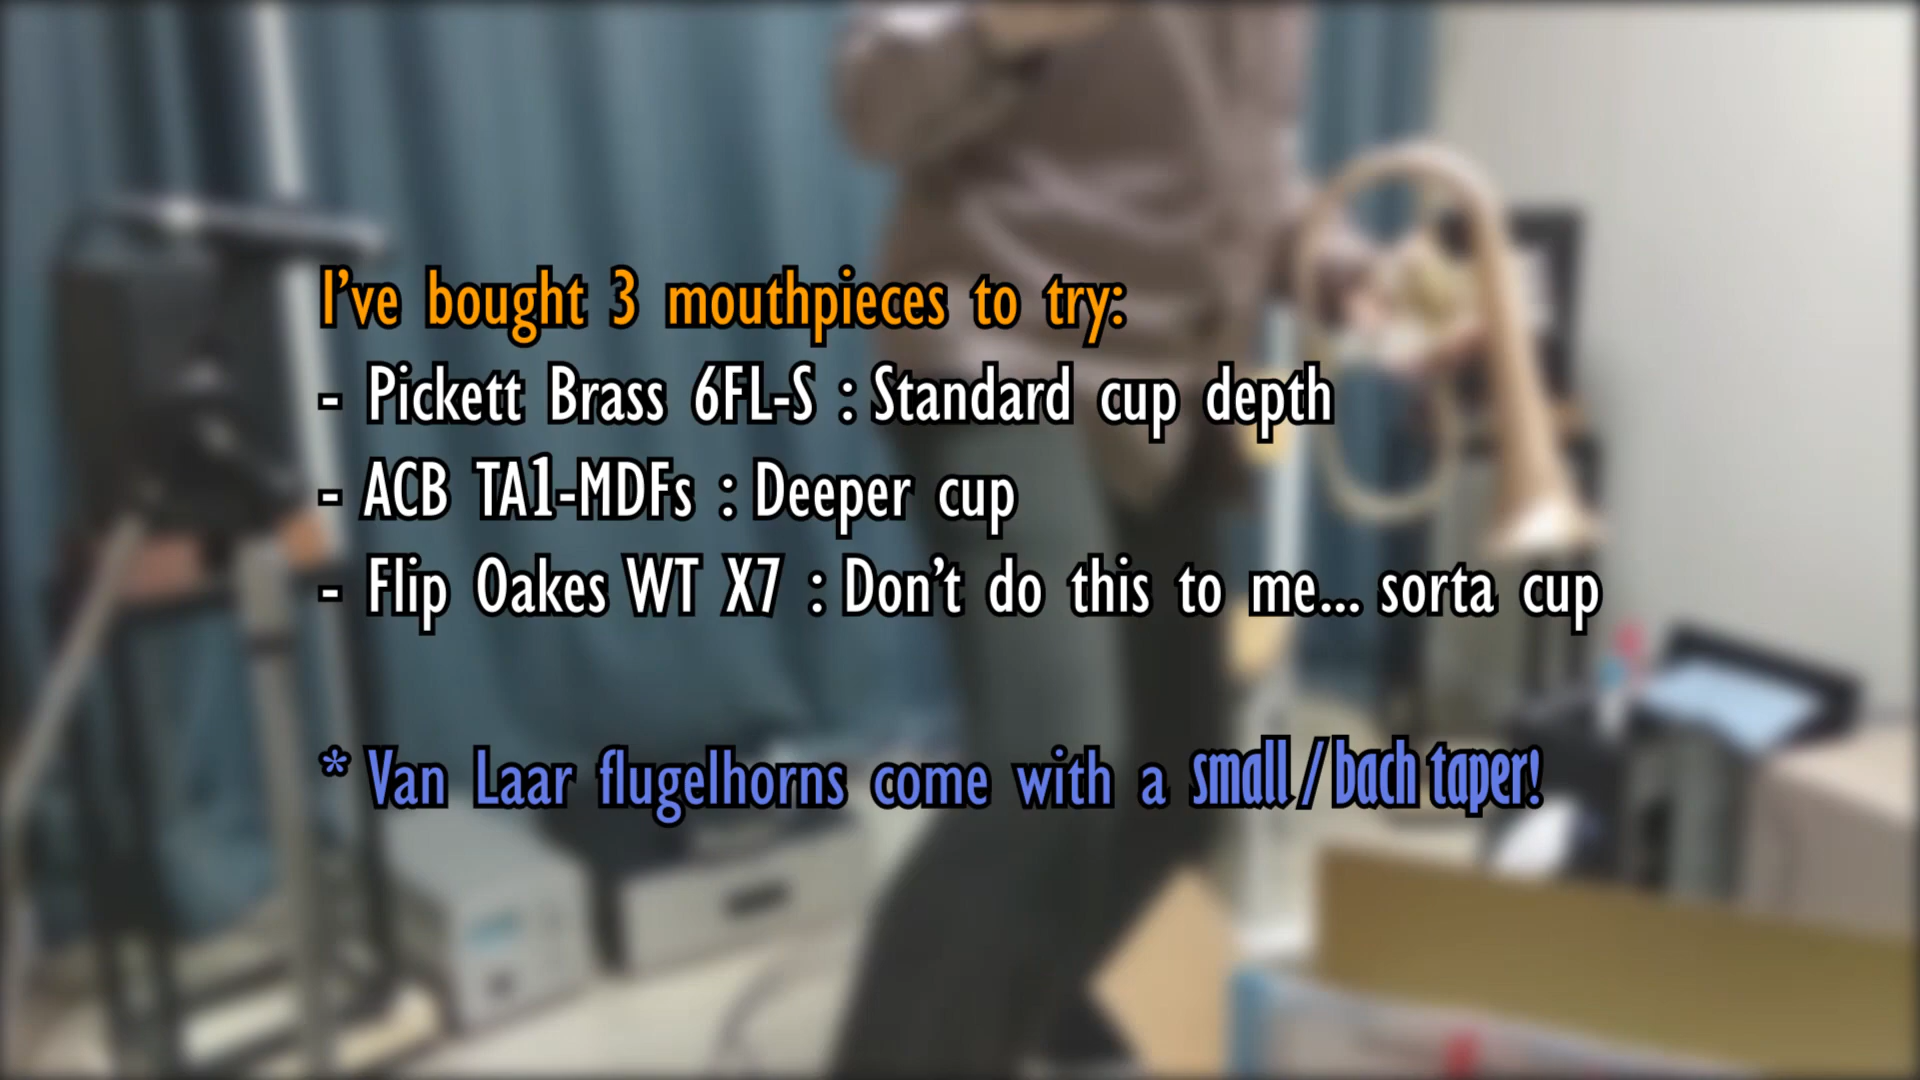 I've bought 3 mouthpieces to try:
- Pickett Brass 6FL-S : Standard cup depth
- ACB TA1-MDFs : Deeper cup
- Flip Oakes WT X7 : Don't do this to me... sorta cup
* Van Laar flugelhorns come with a small / bach taper!